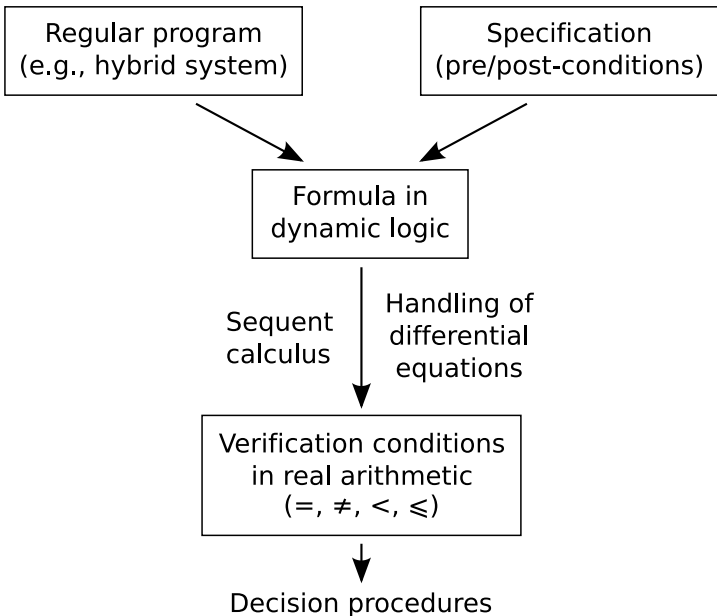 Regular program
(e.g., hybrid system)
Specification
(pre/post-conditions)
Formula in
dynamic logic
Sequent
calculus
Handling of
differential
equations
Verification conditions
in real arithmetic
(=, ≠, <, ⩽)
Decision procedures